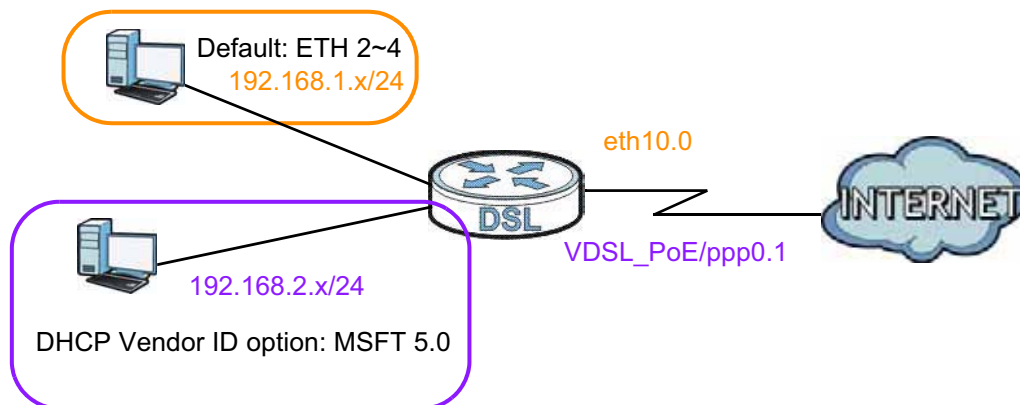 Default: ETH 2~4
192.168.1.x/24
eth10.0
DSL
INTERNET
VDSL_PoE/ppp0.1
192.168.2.x/24
DHCP Vendor ID option: MSFT 5.0